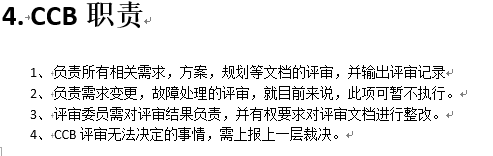 4.CCB 职责
1、负责所有相关需求，方案，规划等文档的评审，并输出评审记录
2、负责需求变更，故障处理的评审，就目前来说，此项可暂不执行。
3、评审委员需对评审结果负责，并有权要求对评审文档进行整改。
4、CCB 评审无法决定的事情，需上报上一层裁决。